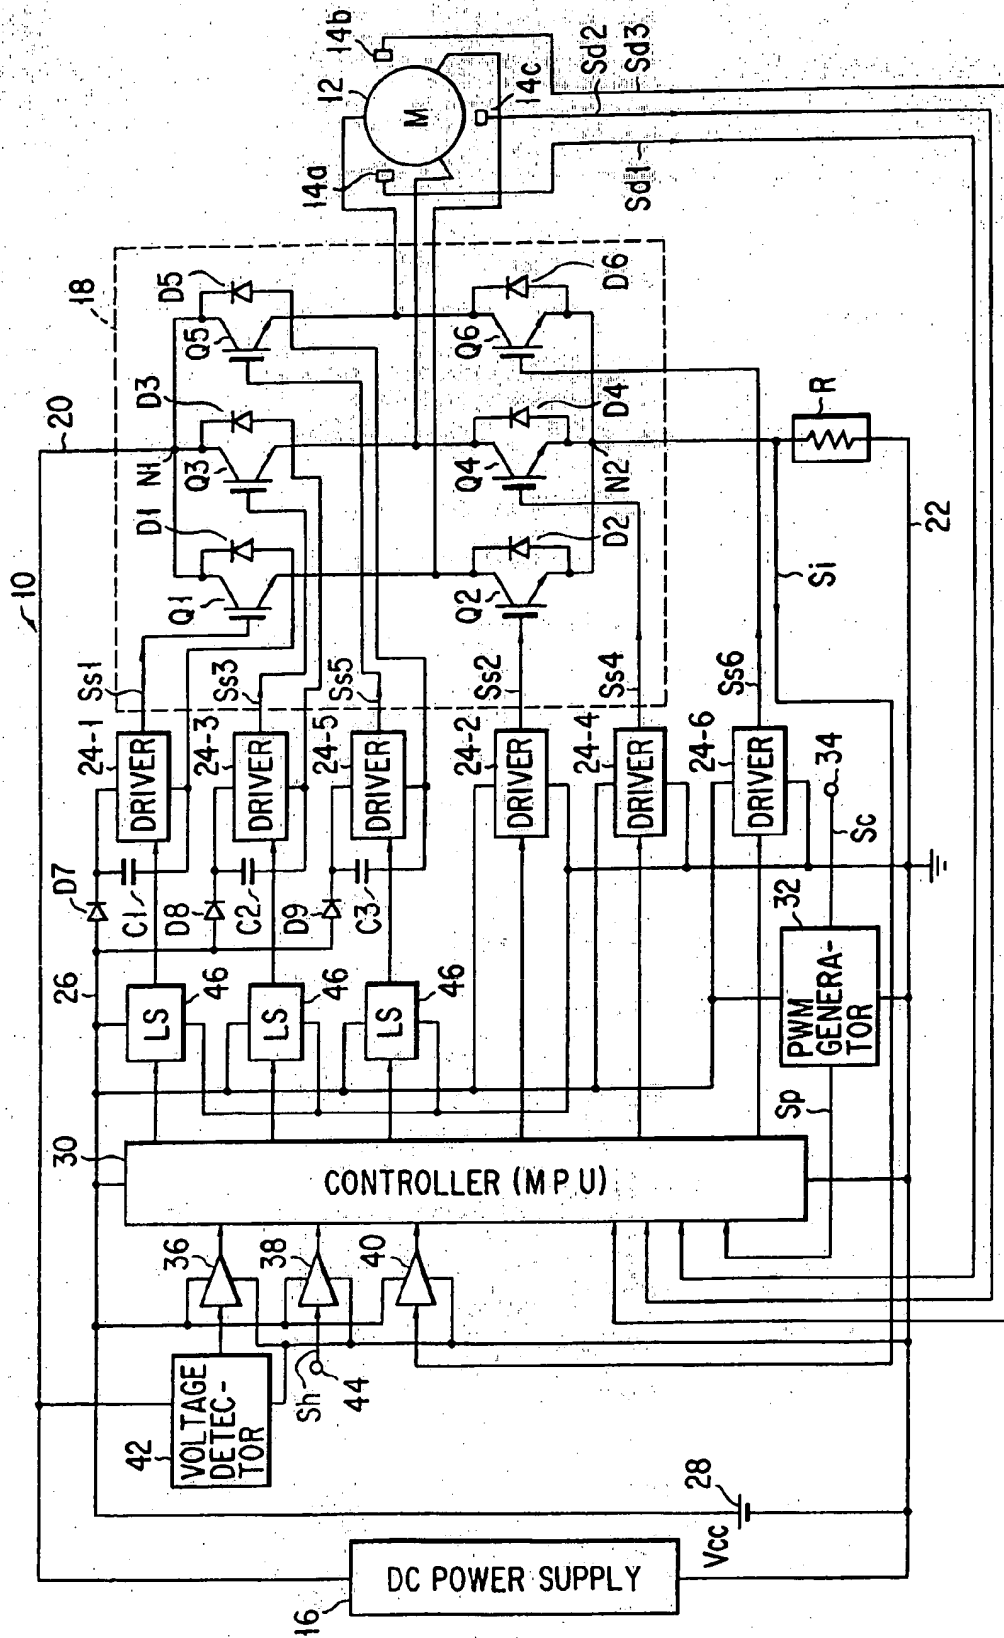 10
20
18
N1
Q1
D1
Q3
D3
Q5
D5
12
M
14a
14b
14c
Sd2
Sd3
Sd1
Q2
D2
Q4
D4
Q6
D6
N2
R
Si
22
Ss1
Ss3
Ss5
Ss2
Ss4
Ss6
24-1
DRIVER
24-3
DRIVER
24-5
DRIVER
24-2
DRIVER
24-4
DRIVER
24-6
DRIVER
34
Sc
D7
C1
D8
C2
D9
C3
26
LS
46
LS
46
LS
46
32
PWM
GENERA-
TOR
Sp
30
CONTROLLER (MPU)
36
38
40
Sh
44
42
VOLTAGE
DETEC-
TOR
28
Vcc
16
DC POWER SUPPLY